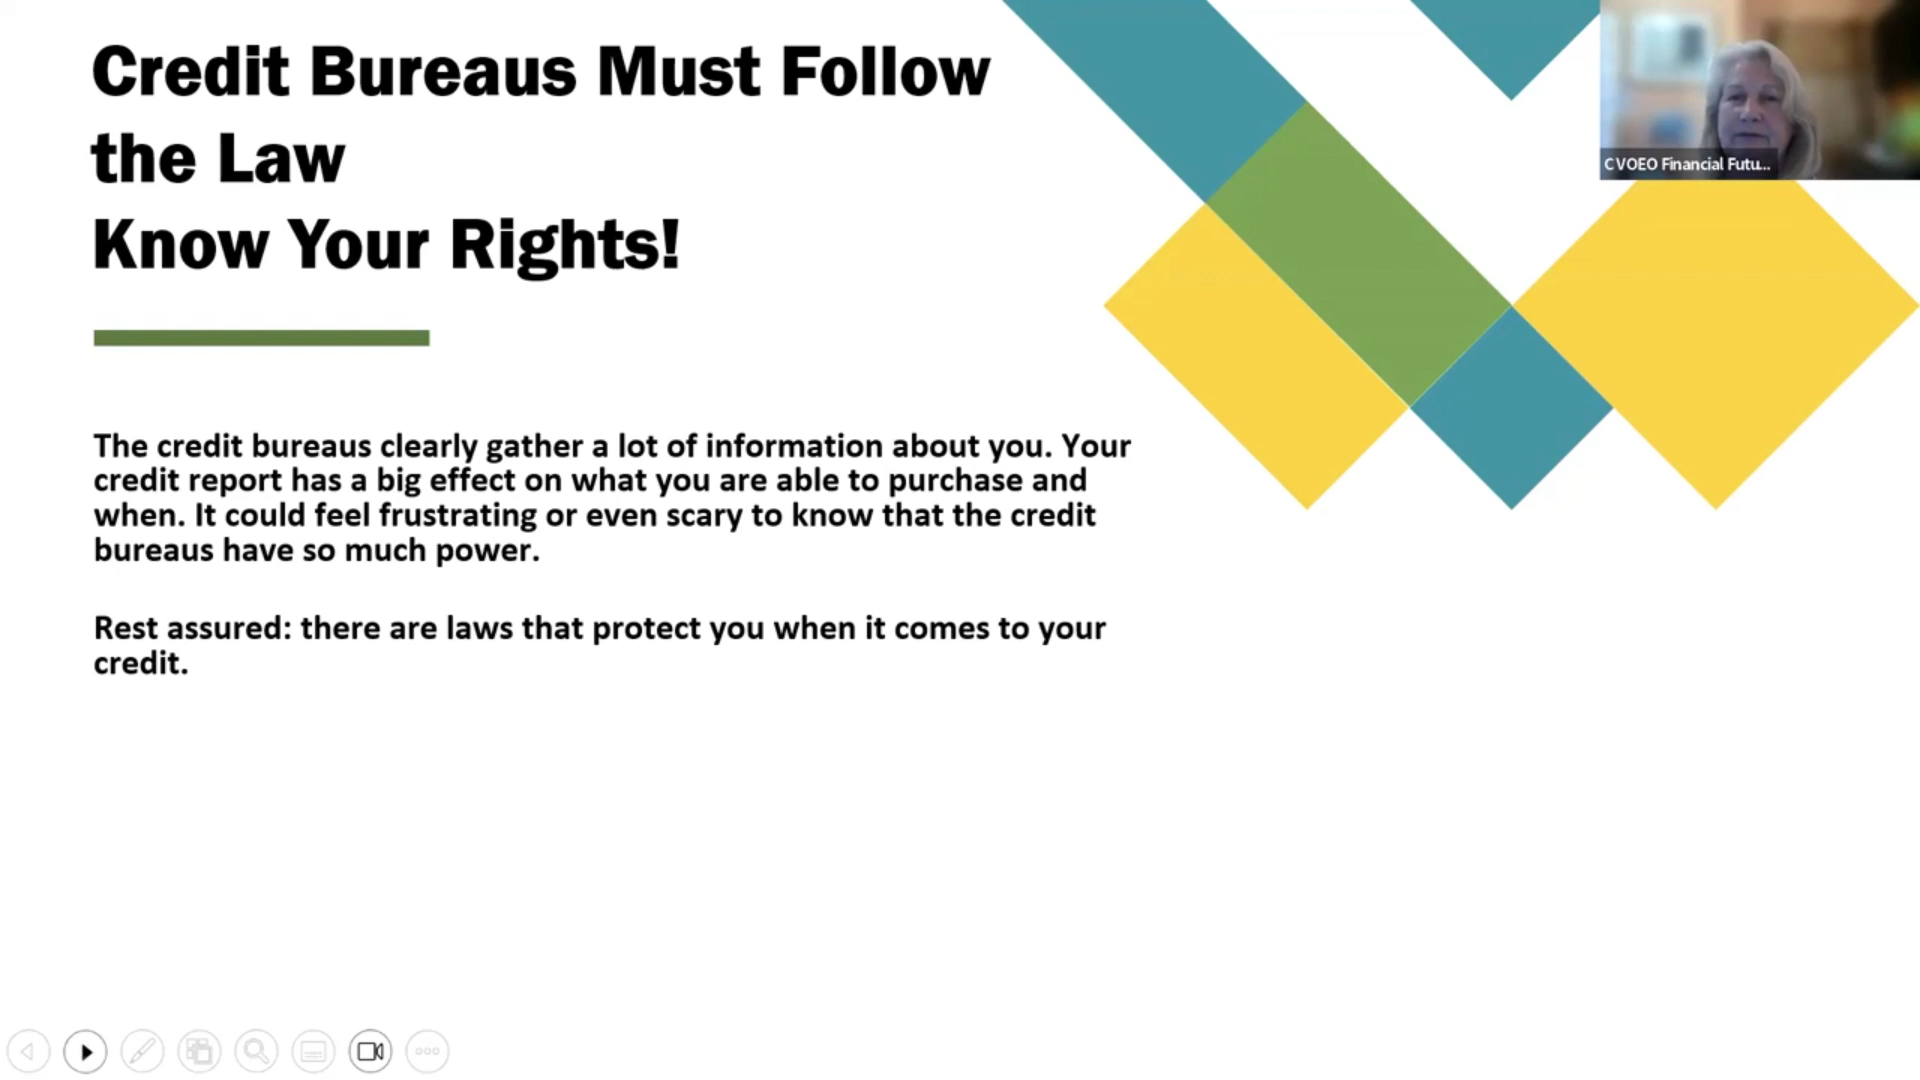 Credit Bureaus Must Follow
the Law
Know Your Rights!
CVOEO Financial Futu...
The credit bureaus clearly gather a lot of information about you. Your
credit report has a big effect on what you are able to purchase and
when. It could feel frustrating or even scary to know that the credit
bureaus have so much power.
Rest assured: there are laws that protect you when it comes to your
credit.